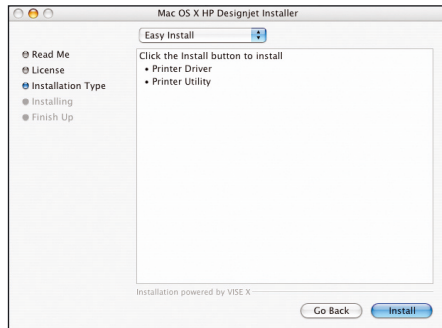 Mac OS X HP Designjet Installer
Easy Install
Read Me
License
Installation Type
Installing
Finish Up
Click the Install button to install
• Printer Driver
• Printer Utility
Installation powered by VISE X
Go Back
Install